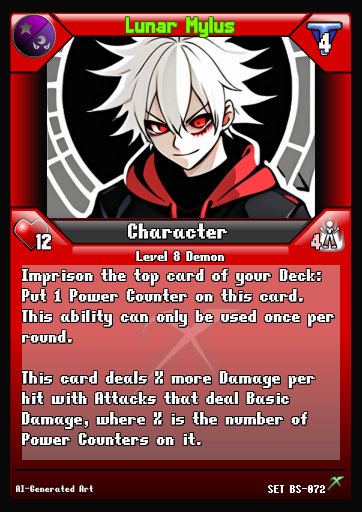 Lunar Mylus
4
12
Character
4
Level 8 Demon
Imprison the top card of your Deck:
Put 1 Power Counter on this card.
This ability can only be used once per
round.
This card deals X more Damage per
hit with Attacks that deal Basic
Damage, where X is the number of
Power Counters on it.
AI-Generated Art
SET BS-072